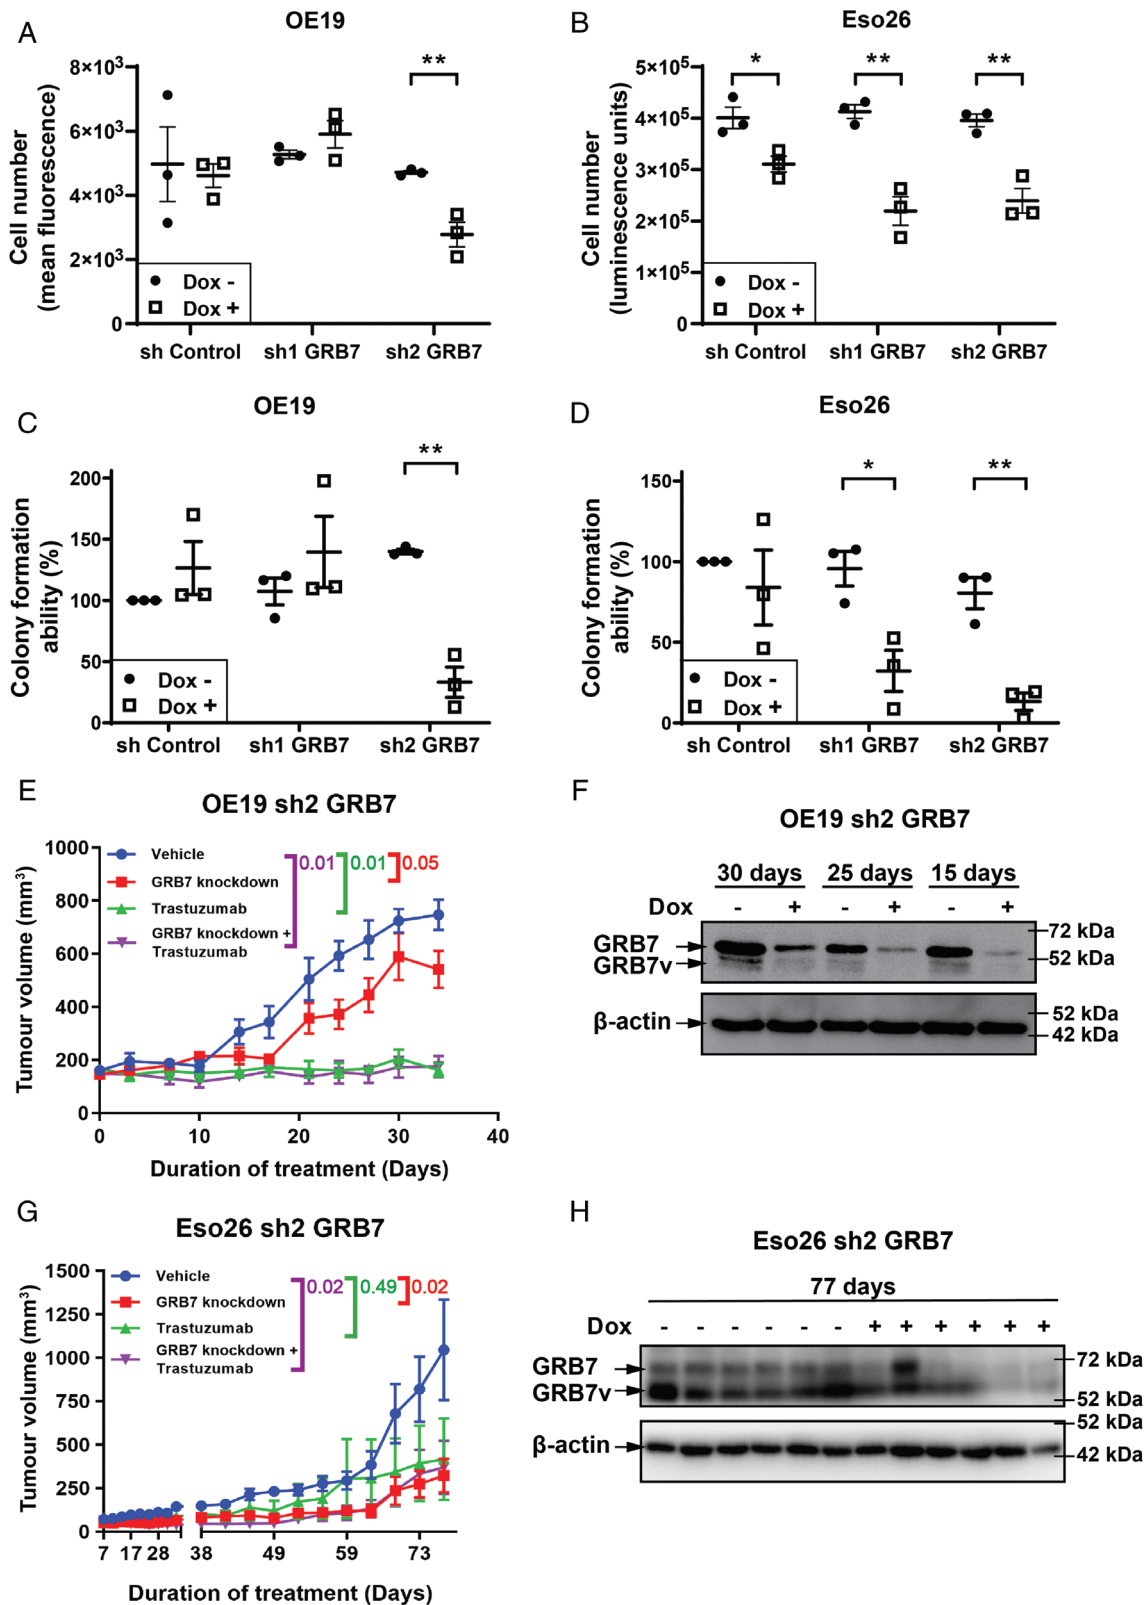 A
OE19
Cell number
(mean fluorescence)
8×10³
6×10³
4×10³
2×10³
0
**
Dox -
Dox +
sh Control
sh1 GRB7
sh2 GRB7
B
Eso26
Cell number
(luminescence units)
5×10⁵
4×10⁵
3×10⁵
2×10⁵
1×10⁵
0
*
**
**
Dox -
Dox +
sh Control
sh1 GRB7
sh2 GRB7
C
OE19
Colony formation
ability (%)
200
150
100
50
0
**
Dox -
Dox +
sh Control
sh1 GRB7
sh2 GRB7
D
Eso26
Colony formation
ability (%)
150
100
50
0
*
**
Dox -
Dox +
sh Control
sh1 GRB7
sh2 GRB7
E
OE19 sh2 GRB7
Tumour volume (mm³)
1000
800
600
400
200
0
Vehicle
GRB7 knockdown
Trastuzumab
GRB7 knockdown +
Trastuzumab
0.01
0.01
0.05
0
10
20
30
40
Duration of treatment (Days)
F
OE19 sh2 GRB7
30 days
25 days
15 days
Dox - + - + - +
GRB7
GRB7v
72 kDa
52 kDa
β-actin
52 kDa
42 kDa
G
Eso26 sh2 GRB7
Tumour volume (mm³)
1500
1250
1000
750
500
250
0
Vehicle
GRB7 knockdown
Trastuzumab
GRB7 knockdown +
Trastuzumab
0.02
0.49
0.02
7
17
28
38
49
59
73
Duration of treatment (Days)
H
Eso26 sh2 GRB7
77 days
Dox - - - - - - + + + + + +
GRB7
GRB7v
72 kDa
52 kDa
β-actin
52 kDa
42 kDa